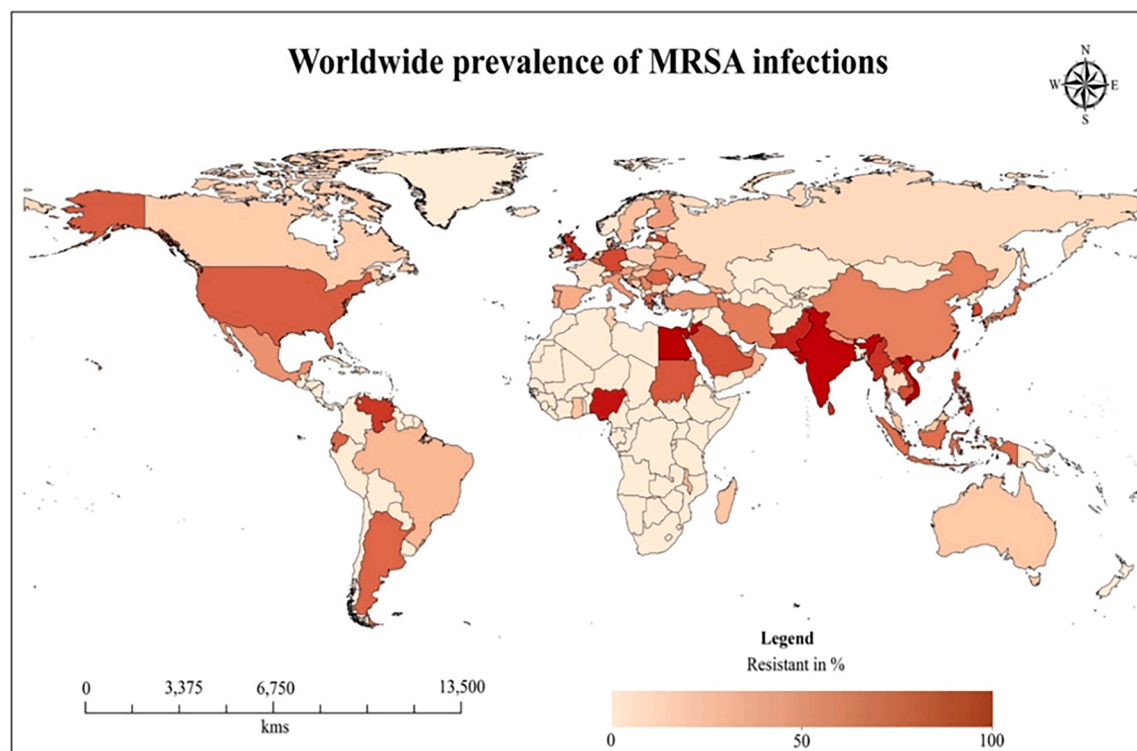 Worldwide prevalence of MRSA infections
N
W E
S
Legend
Resistant in %
0 3,375 6,750 13,500
kms
0 50 100